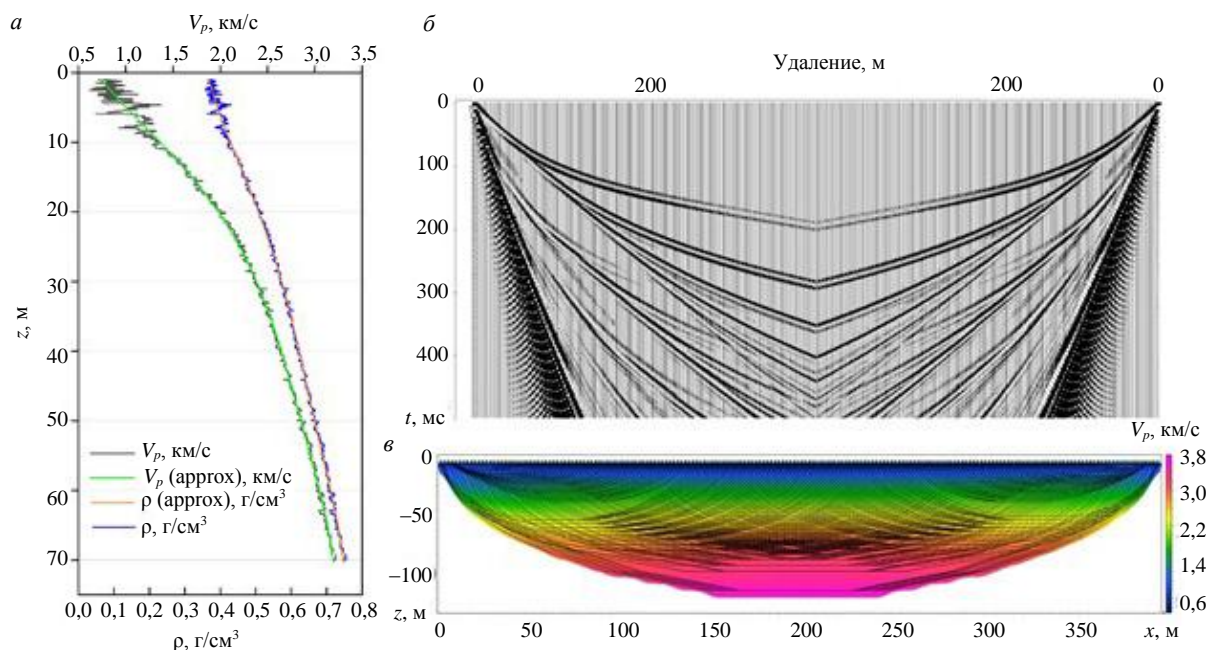 а
V_p, км/с
0,5 1,0 1,5 2,0 2,5 3,0 3,5
0
10
20
30
40
50
60
70
z, м
V_p, км/с
V_p (approx), км/с
ρ (approx), г/см³
ρ, г/см³
0,0 0,1 0,2 0,3 0,4 0,5 0,6 0,7 0,8
ρ, г/см³
б
Удаление, м
0 200 200 0
0
100
200
300
400
t, мс
в
V_p, км/с
0
−50
−100
z, м
0 50 100 150 200 250 300 350 x, м
3,8
3,0
2,2
1,4
0,6